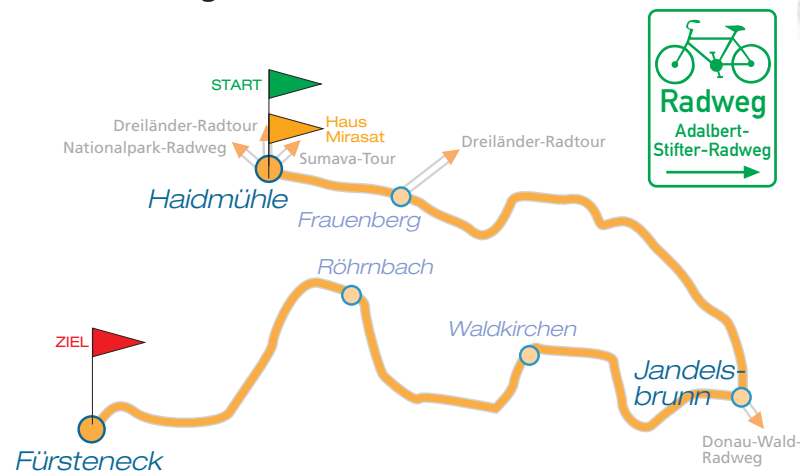 START
Haus
Mirasat
Dreiländer-Radtour
Nationalpark-Radweg
Sumava-Tour
Dreiländer-Radtour
Radweg
Adalbert-
Stifter-Radweg
Haidmühle
Frauenberg
Röhrnbach
Waldkirchen
ZIEL
Jandels-
brunn
Donau-Wald-
Radweg
Fürsteneck